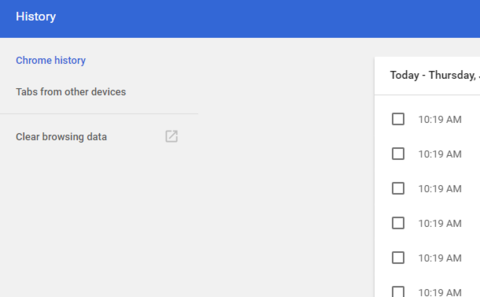 History
Chrome history
Tabs from other devices
Clear browsing data
Today - Thursday,
10:19 AM
10:19 AM
10:19 AM
10:19 AM
10:19 AM
10:19 AM